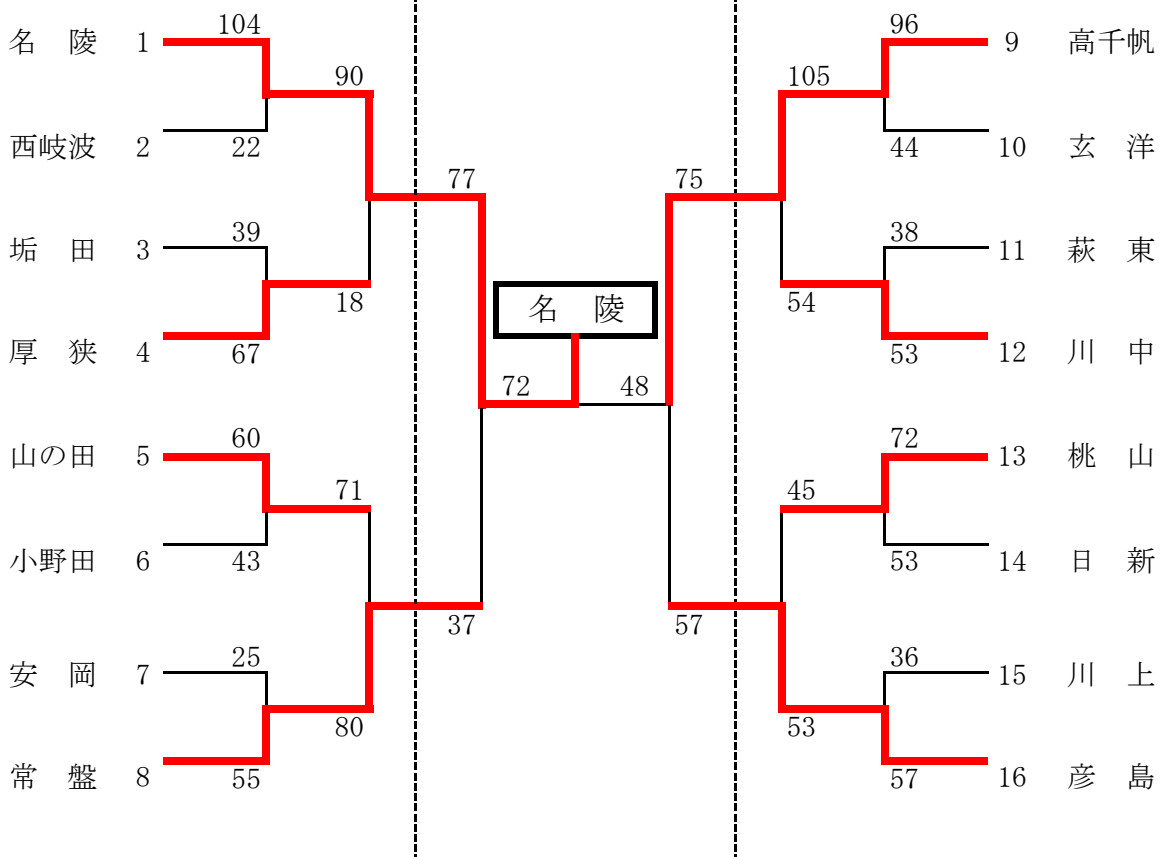 104
96
名 陵 1
9 高千帆
90
105
西岐波 2
22
44
10 玄 洋
77
75
39
38
垢 田 3
11 萩 東
18
名 陵
54
厚 狭 4
67
53
12 川 中
72
48
60
72
山の田 5
13 桃 山
71
45
小野田 6
43
53
14 日 新
37
57
25
36
安 岡 7
15 川 上
80
53
常 盤 8
55
57
16 彦 島